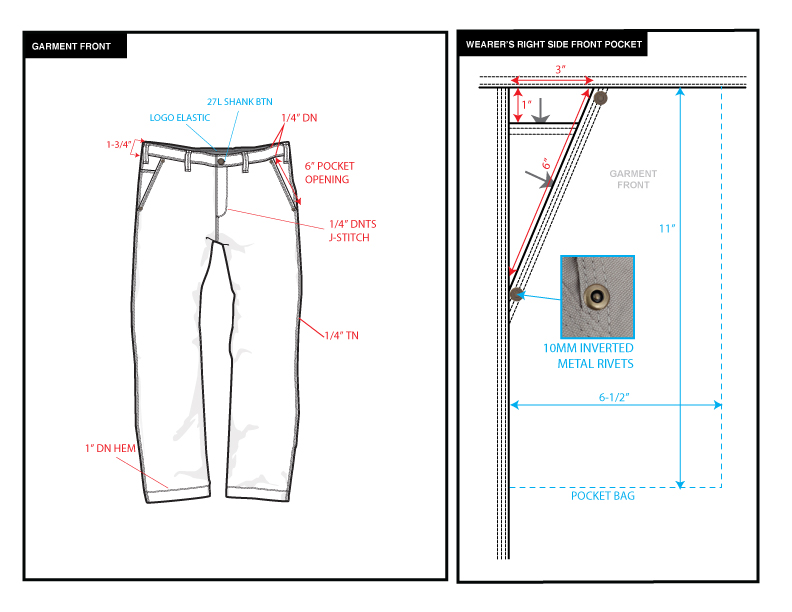 GARMENT FRONT
27L SHANK BTN
LOGO ELASTIC
1/4" DN
1-3/4"
6" POCKET
OPENING
1/4" DNTS
J-STITCH
1/4" TN
1" DN HEM
WEARER'S RIGHT SIDE FRONT POCKET
3"
1"
6"
GARMENT
FRONT
11"
10MM INVERTED
METAL RIVETS
6-1/2"
POCKET BAG